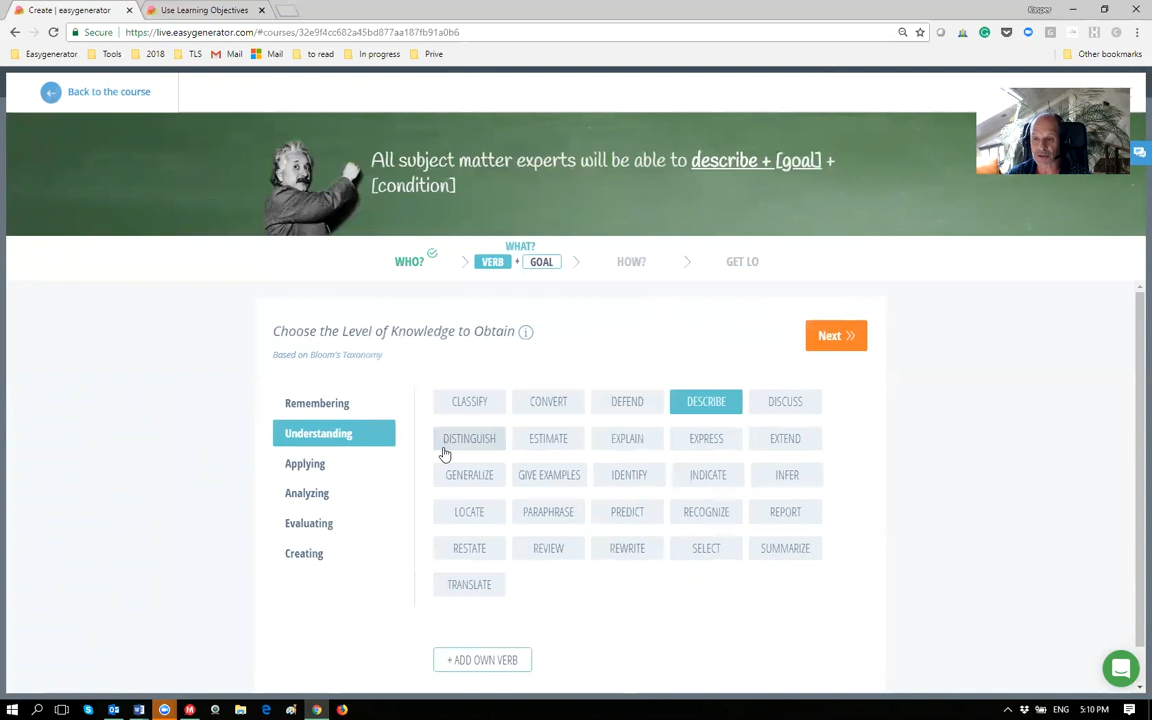 Create | easygenerator
Use Learning Objectives
Secure
https://live.easygenerator.com/#courses/32e9f4cc682a45bd877aa187fb91a0b6
Easygenerator Tools 2018 TLS Mail Mail to read In progress Prive Other bookmarks
Back to the course
All subject matter experts will be able to describe + [goal] +
[condition]
WHAT?
WHO? VERB + GOAL HOW? GET LO
Choose the Level of Knowledge to Obtain
Next
Based on Bloom's Taxonomy
Remembering
Understanding
Applying
Analyzing
Evaluating
Creating
CLASSIFY CONVERT DEFEND DESCRIBE DISCUSS
DISTINGUISH ESTIMATE EXPLAIN EXPRESS EXTEND
GENERALIZE GIVE EXAMPLES IDENTIFY INDICATE INFER
LOCATE PARAPHRASE PREDICT RECOGNIZE REPORT
RESTATE REVIEW REWRITE SELECT SUMMARIZE
TRANSLATE
+ ADD OWN VERB
ENG 5:10 PM